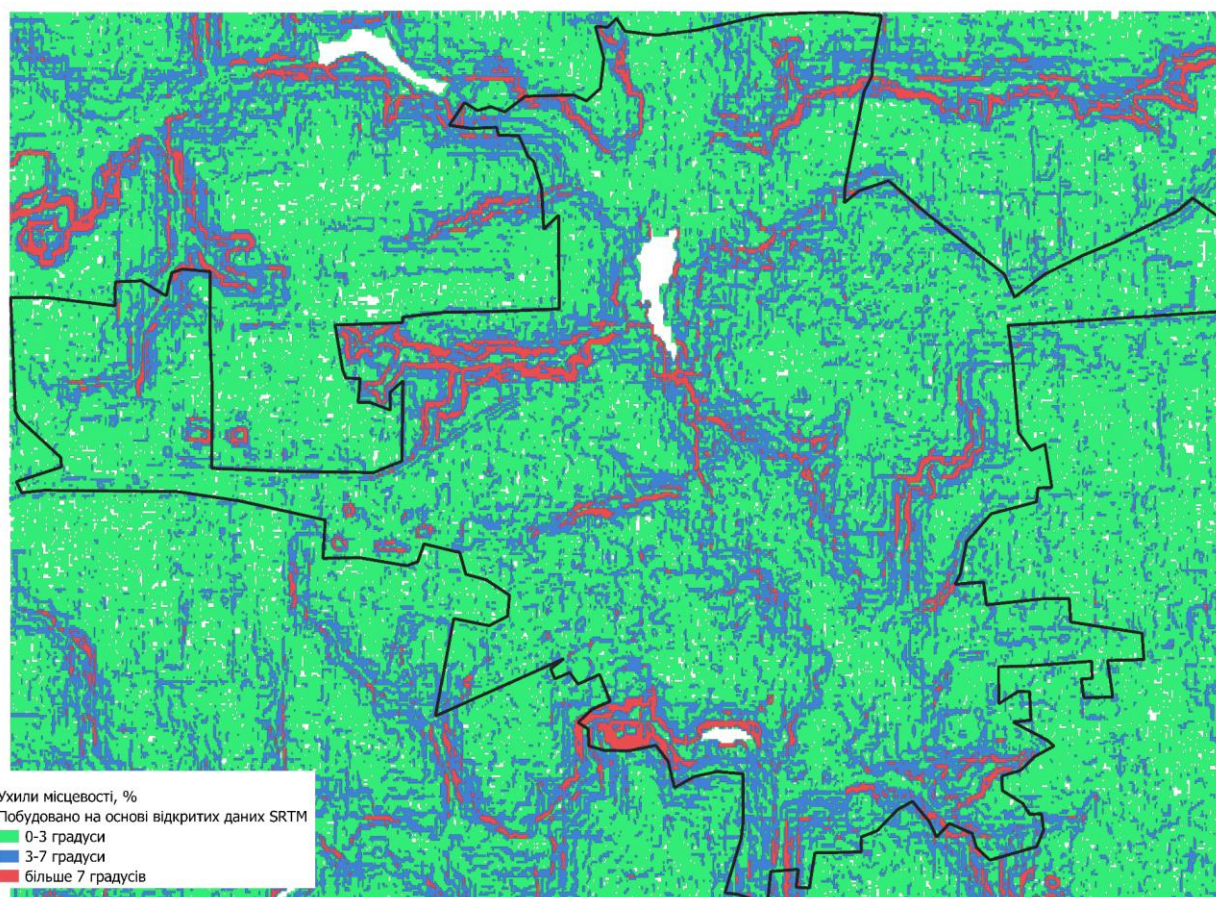 Ухили місцевості, %
Побудовано на основі відкритих даних SRTM
0-3 градуси
3-7 градуси
більше 7 градусів